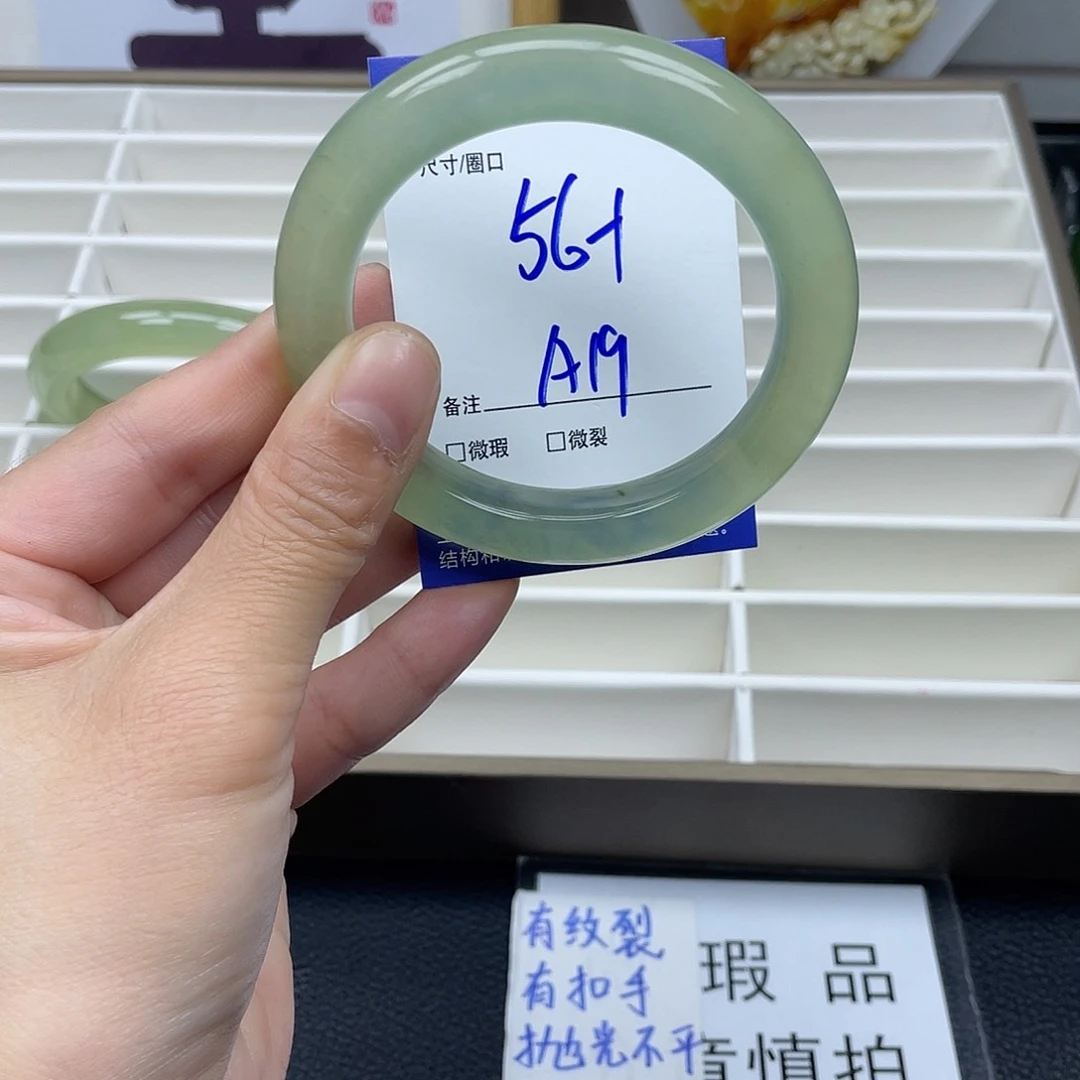 尺寸/圈口
56+
A19
备注
□微瑕 □微裂
结构和
有纹裂
有扣手
抛光不平
瑕 品
慎拍